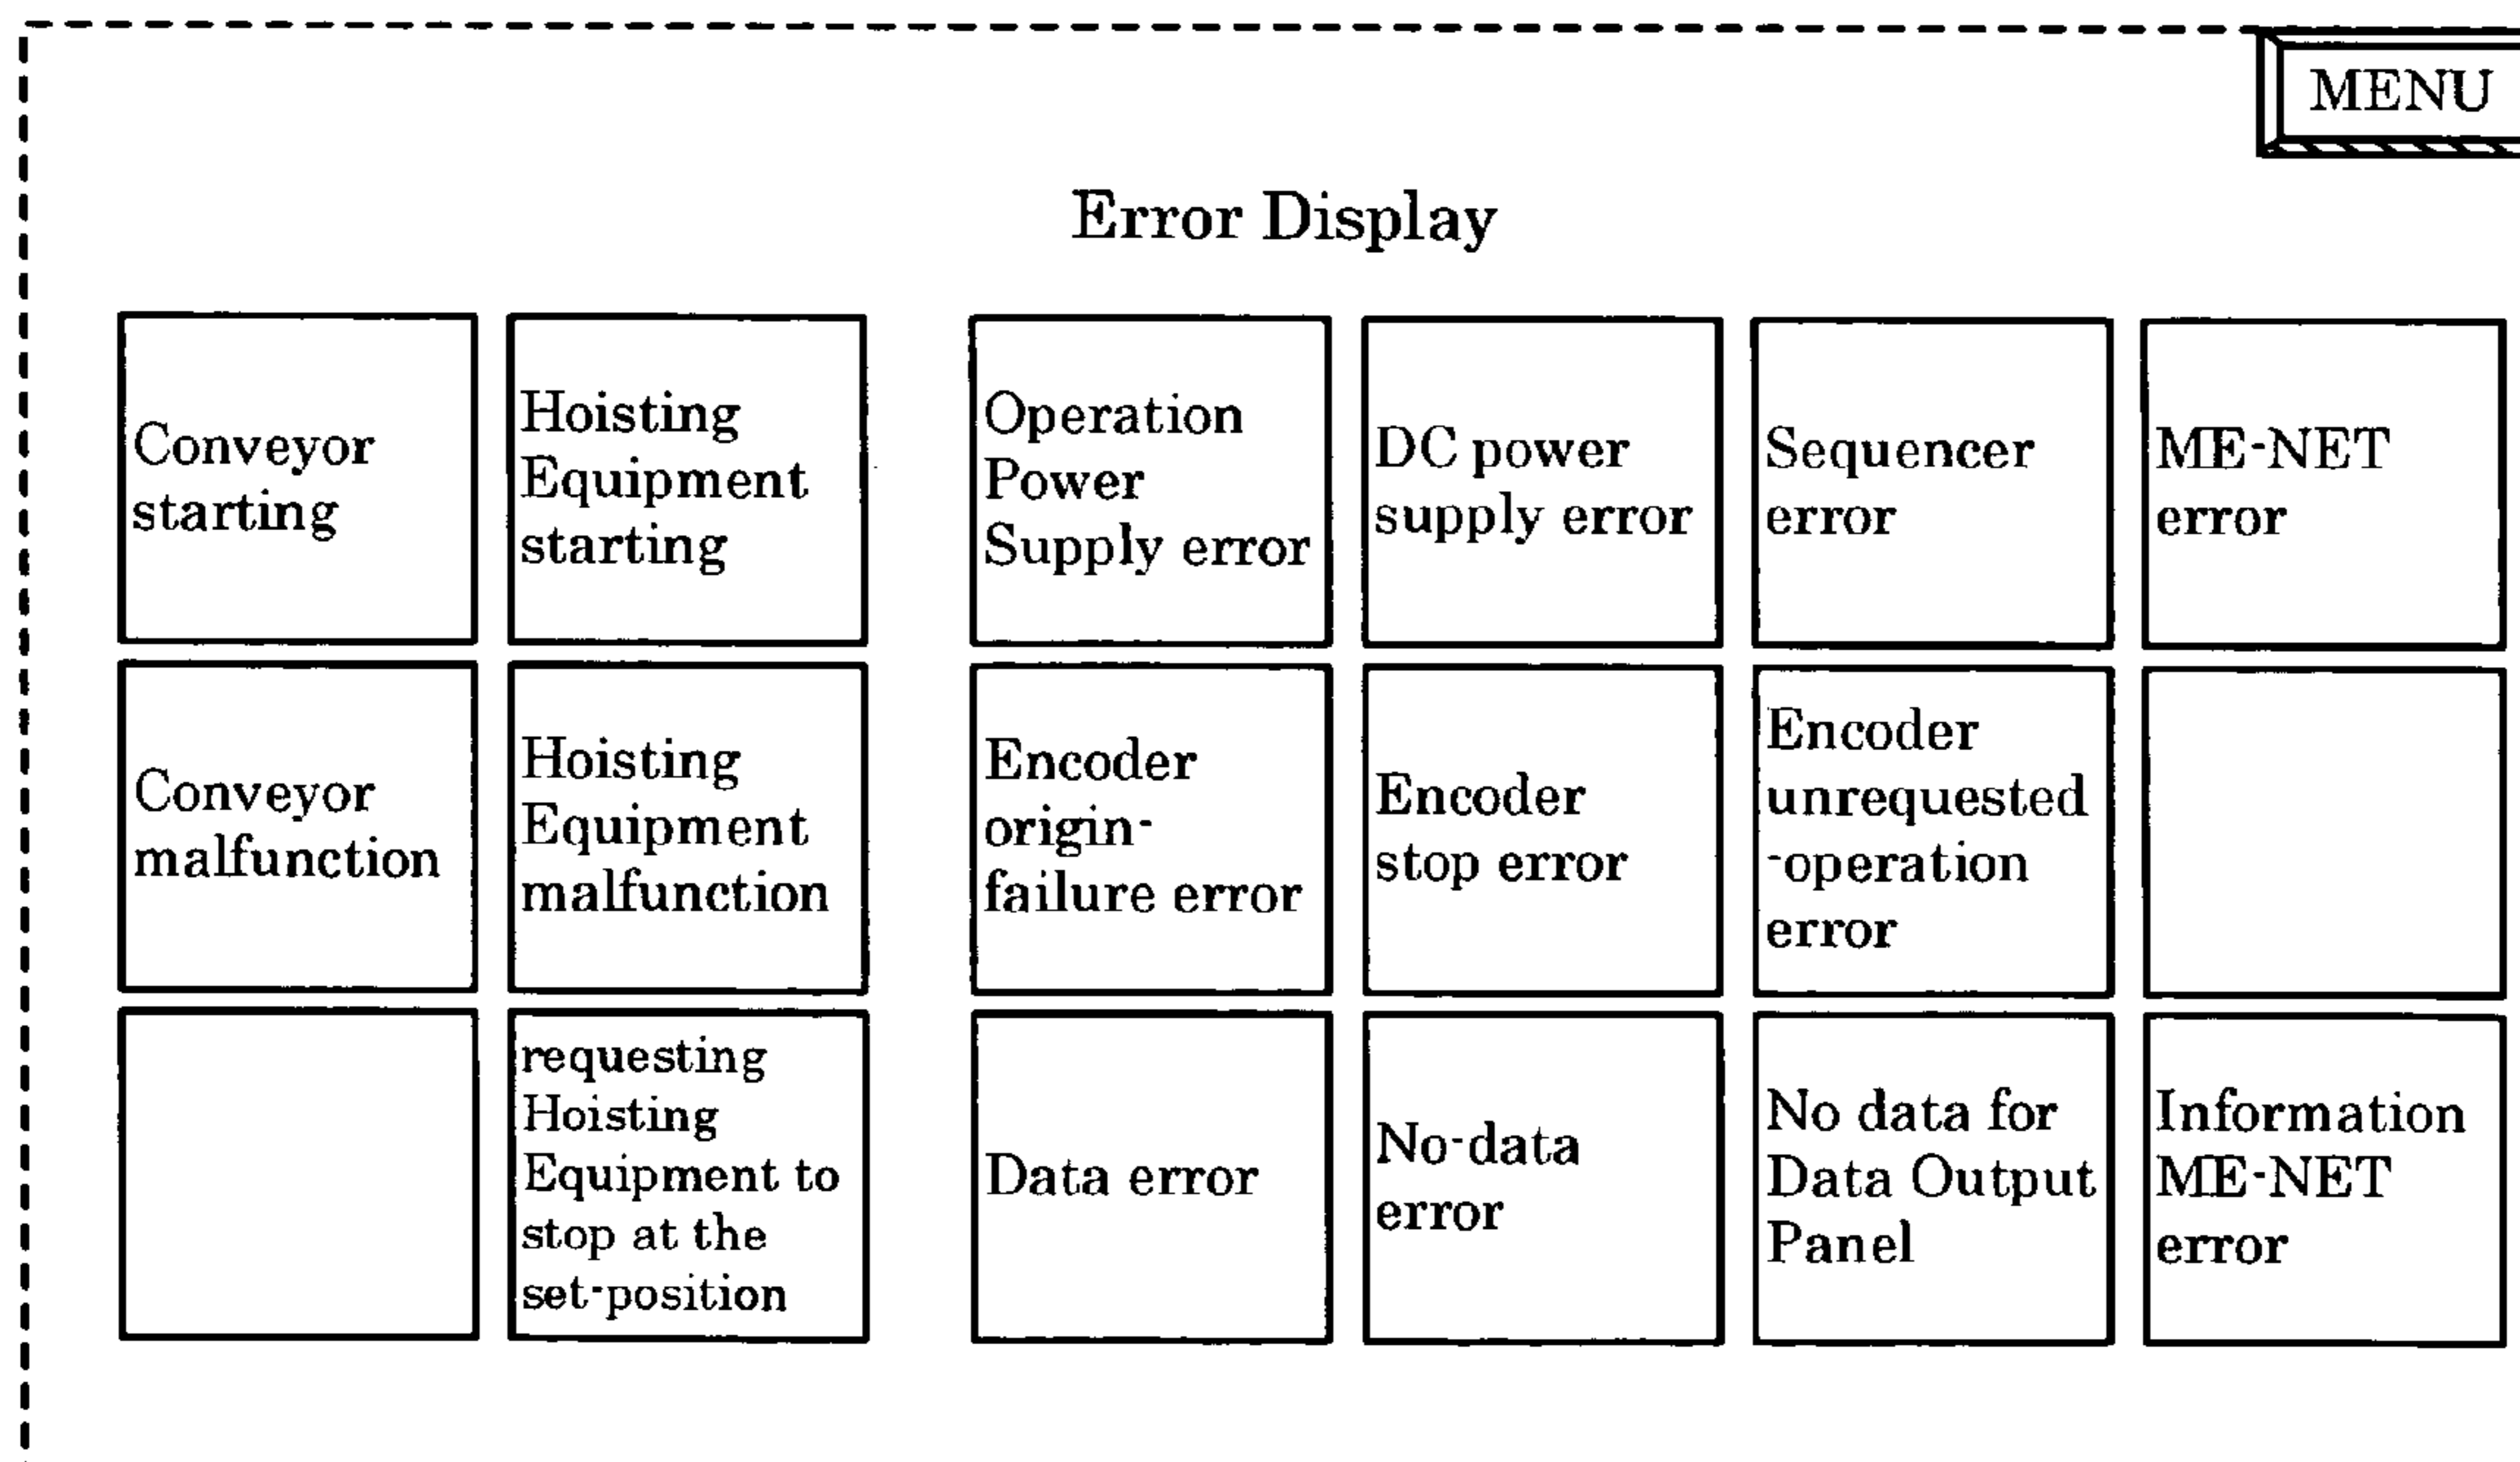 MENU
Error Display
Conveyor
starting
Hoisting
Equipment
starting
Operation
Power
Supply error
DC power
supply error
Sequencer
error
ME-NET
error
Conveyor
malfunction
Hoisting
Equipment
malfunction
Encoder
origin-
failure error
Encoder
stop error
Encoder
unrequested
-operation
error
requesting
Hoisting
Equipment to
stop at the
set-position
Data error
No-data
error
No data for
Data Output
Panel
Information
ME-NET
error